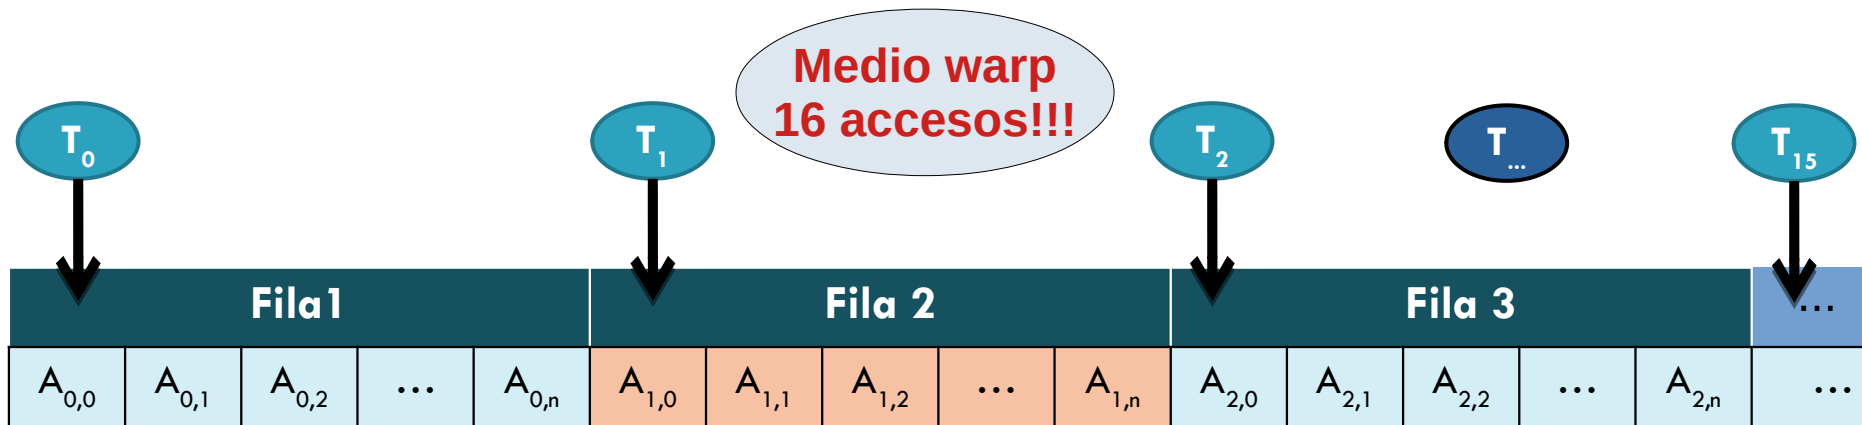 Medio warp
16 accesos!!!
T0 T1 T2 T... T15
Fila1 Fila 2 Fila 3 ...
A0,0 A0,1 A0,2 ... A0,n A1,0 A1,1 A1,2 ... A1,n A2,0 A2,1 A2,2 ... A2,n ...